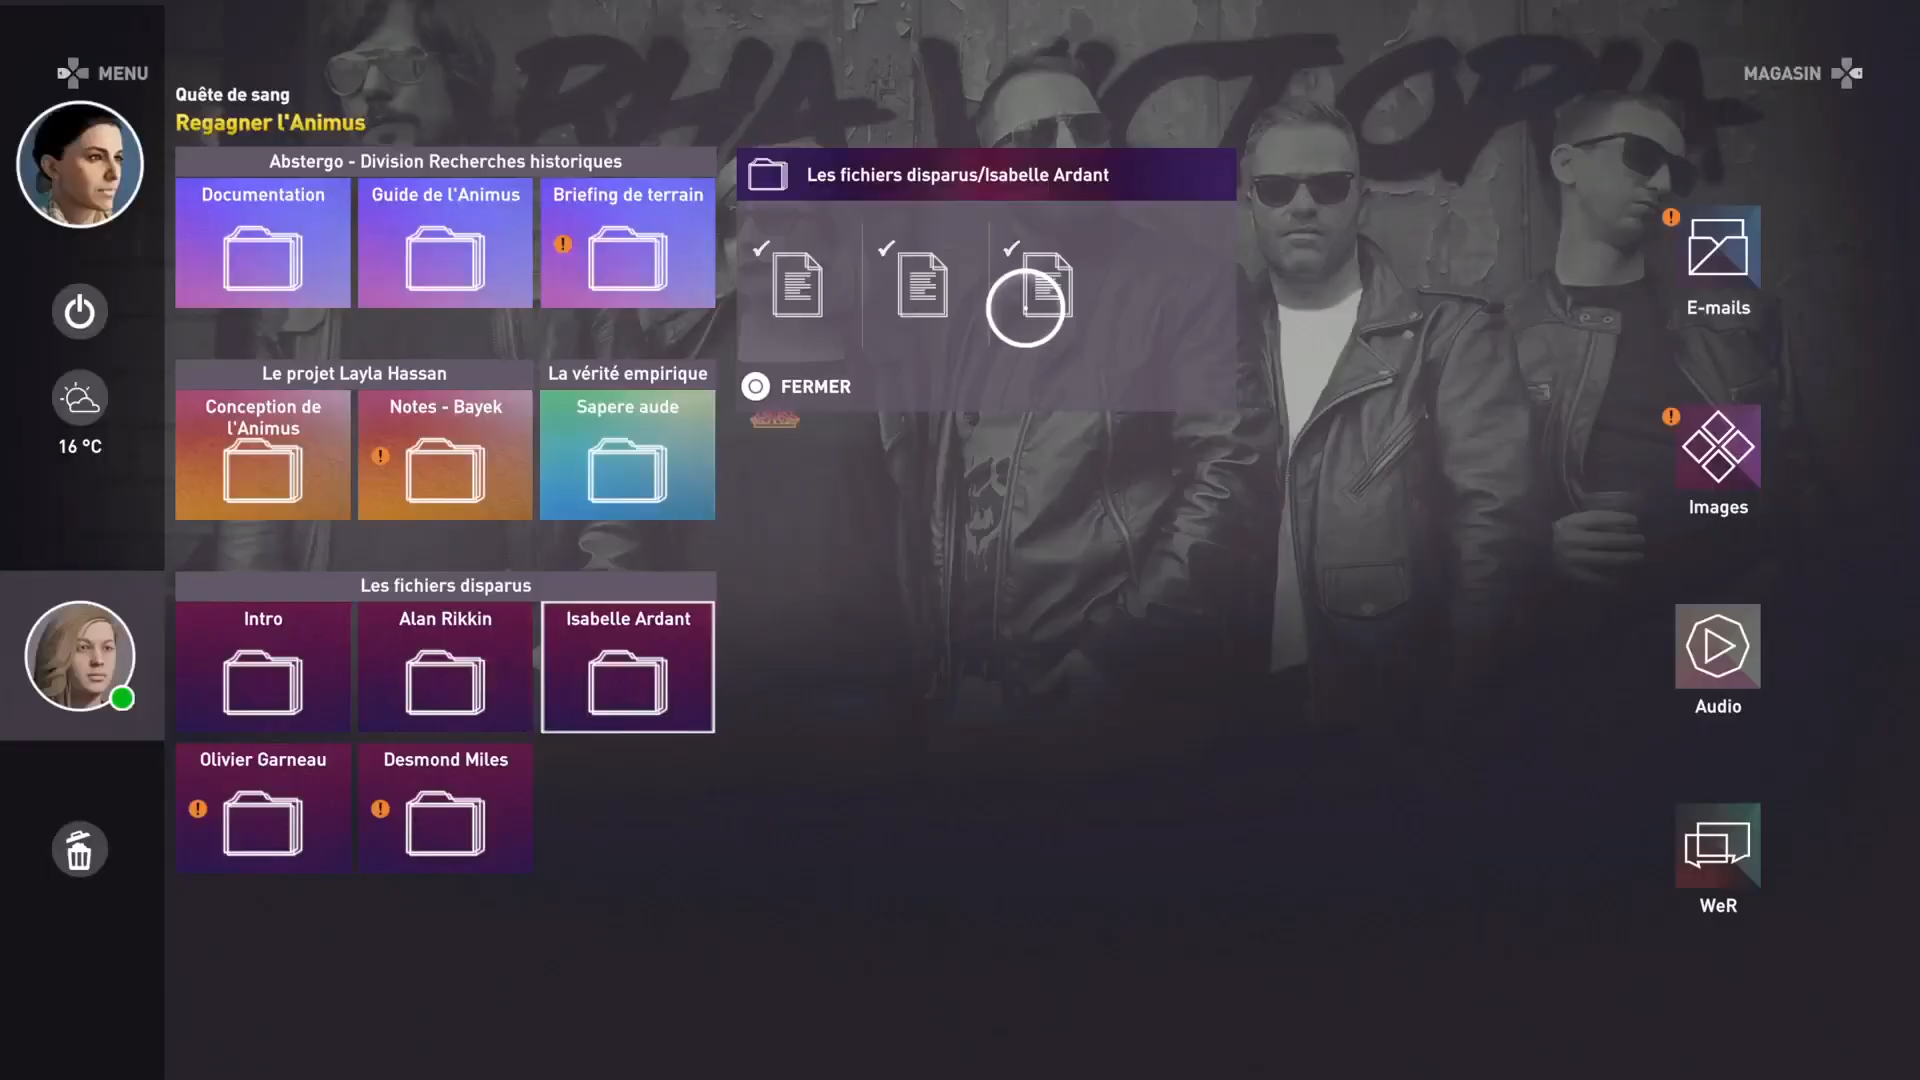 MENU
MAGASIN
Quête de sang
Regagner l'Animus
Abstergo - Division Recherches historiques
Documentation
Guide de l'Animus
Briefing de terrain
Les fichiers disparus/Isabelle Ardant
FERMER
Le projet Layla Hassan
La vérité empirique
Conception de
l'Animus
Notes - Bayek
Sapere aude
16 °C
Les fichiers disparus
Intro
Alan Rikkin
Isabelle Ardant
Olivier Garneau
Desmond Miles
E-mails
Images
Audio
WeR